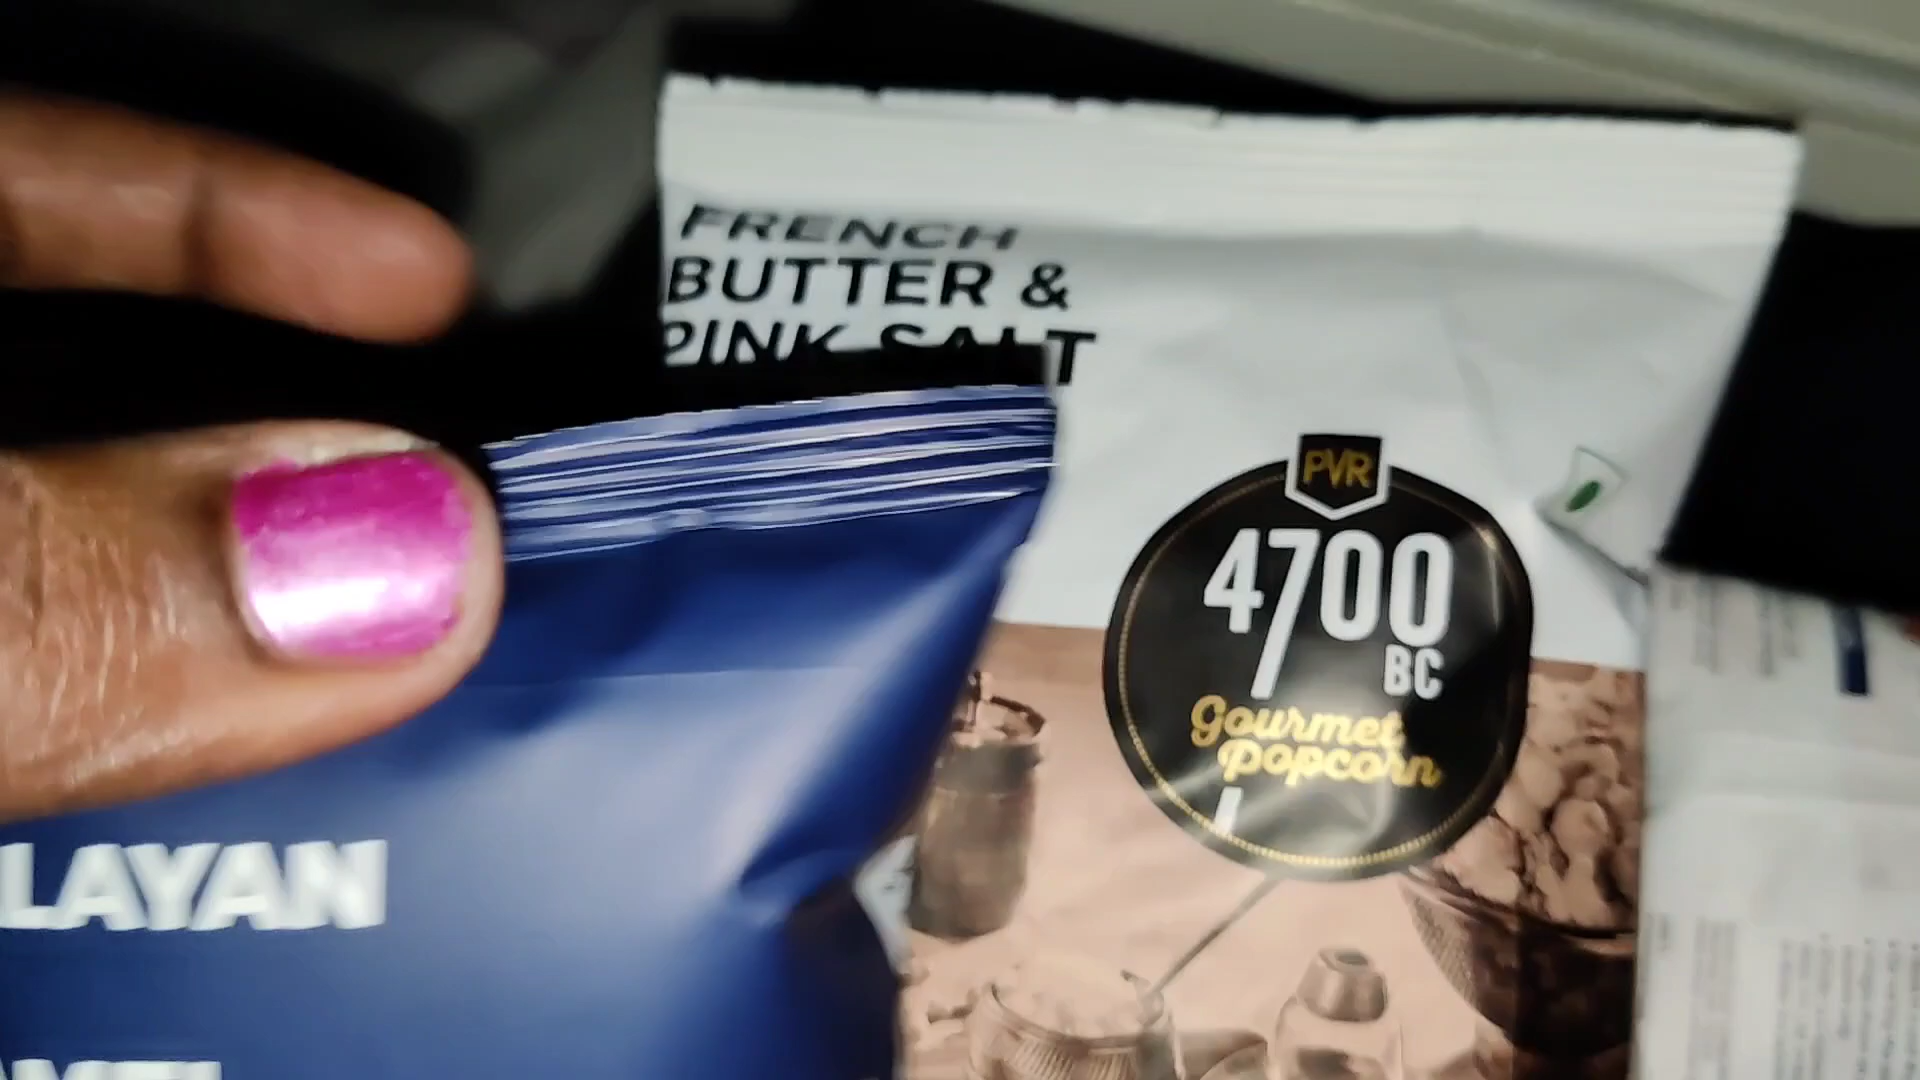 FRENCH
BUTTER &
PINK SALT
PVR
4700
BC
Gourmet
Popcorn
LAYAN